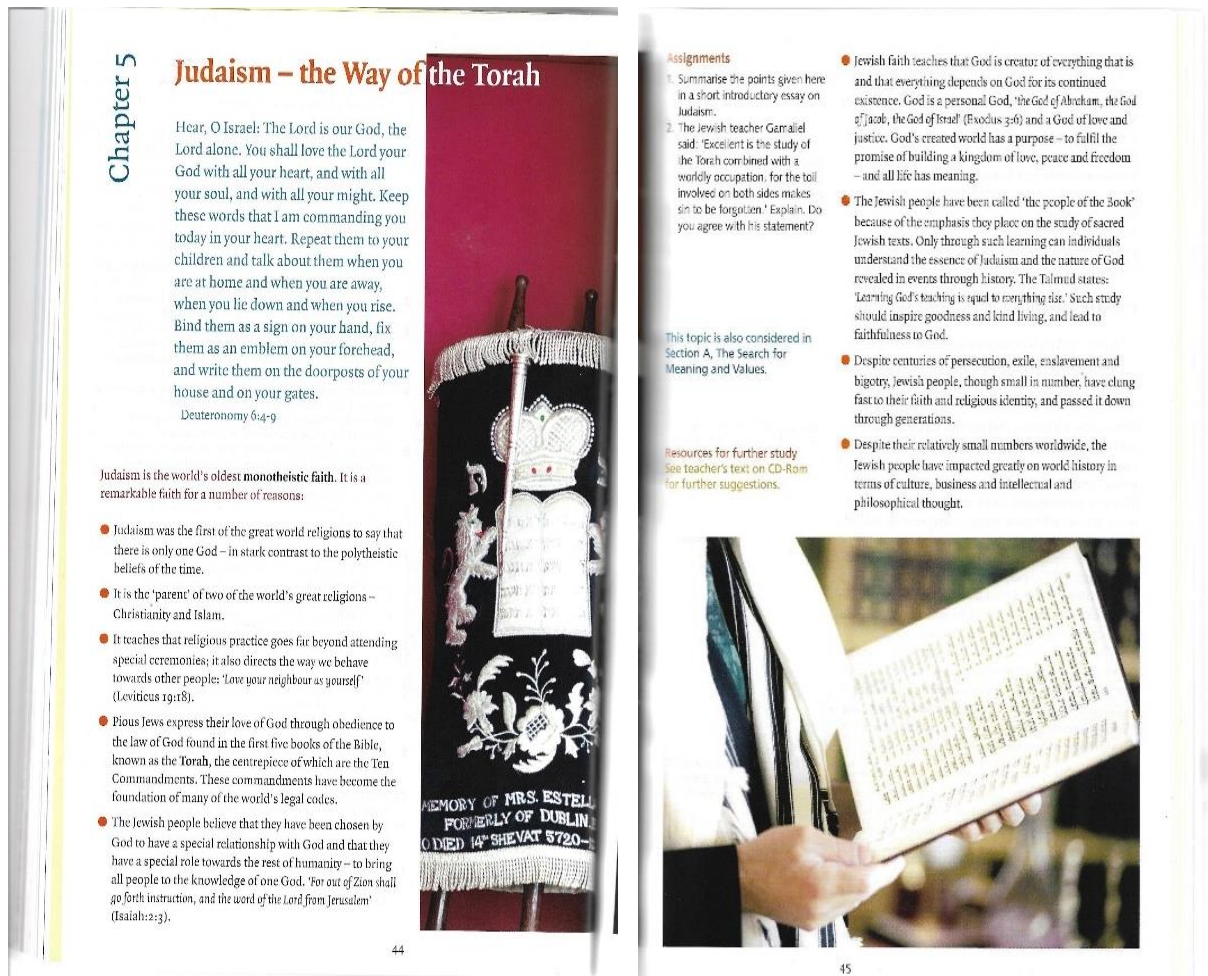 Chapter 5
Judaism – the Way of the Torah
Hear, O Israel: The Lord is our God, the
Lord alone. You shall love the Lord your
God with all your heart, and with all
your soul, and with all your might. Keep
these words that I am commanding you
today in your heart. Repeat them to your
children and talk about them when you
are at home and when you are away,
when you lie down and when you rise.
Bind them as a sign on your hand, fix
them as an emblem on your forehead,
and write them on the doorposts of your
house and on your gates.
Deuteronomy 6:4-9
Judaism is the world's oldest monotheistic faith. It is a
remarkable faith for a number of reasons:
● Judaism was the first of the great world religions to say that
there is only one God – in stark contrast to the polytheistic
beliefs of the time.
● It is the 'parent' of two of the world's great religions –
Christianity and Islam.
● It teaches that religious practice goes far beyond attending
special ceremonies; it also directs the way we behave
towards other people: 'Love your neighbour as yourself'
(Leviticus 19:18).
● Pious Jews express their love of God through obedience to
the law of God found in the first five books of the Bible,
known as the Torah, the centrepiece of which are the Ten
Commandments. These commandments have become the
foundation of many of the world's legal codes.
● The Jewish people believe that they have been chosen by
God to have a special relationship with God and that they
have a special role towards the rest of humanity – to bring
all people to the knowledge of one God. 'For out of Zion shall
go forth instruction, and the word of the Lord from Jerusalem'
(Isaiah:2:3).
MEMORY OF MRS. ESTELL
FORMERLY OF DUBLIN.
O DIED 14TH SHEVAT 5720–
44
Assignments
1. Summarise the points given here
in a short introductory essay on
Judaism.
2. The Jewish teacher Gamaliel
said: 'Excellent is the study of
the Torah combined with a
worldly occupation, for the toil
involved on both sides makes
sin to be forgotten.' Explain. Do
you agree with his statement?
This topic is also considered in
Section A, The Search for
Meaning and Values.
Resources for further study
See teacher's text on CD-Rom
for further suggestions.
● Jewish faith teaches that God is creator of everything that is
and that everything depends on God for its continued
existence. God is a personal God, 'the God of Abraham, the God
of Jacob, the God of Israel' (Exodus 3:6) and a God of love and
justice. God's created world has a purpose – to fulfil the
promise of building a kingdom of love, peace and freedom
– and all life has meaning.
● The Jewish people have been called 'the people of the Book'
because of the emphasis they place on the study of sacred
Jewish texts. Only through such learning can individuals
understand the essence of Judaism and the nature of God
revealed in events through history. The Talmud states:
'Learning God's teaching is equal to everything else.' Such study
should inspire goodness and kind living, and lead to
faithfulness to God.
● Despite centuries of persecution, exile, enslavement and
bigotry, Jewish people, though small in number, have clung
fast to their faith and religious identity, and passed it down
through generations.
● Despite their relatively small numbers worldwide, the
Jewish people have impacted greatly on world history in
terms of culture, business and intellectual and
philosophical thought.
45